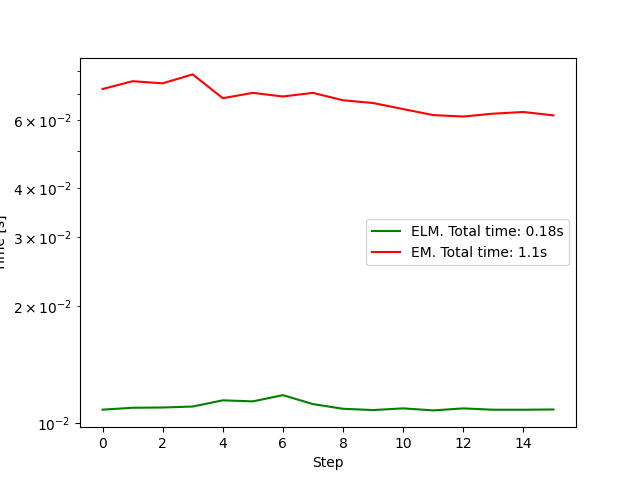 6 × 10⁻²
4 × 10⁻²
3 × 10⁻²
2 × 10⁻²
10⁻²
Time [s]
ELM. Total time: 0.18s
EM. Total time: 1.1s
0 2 4 6 8 10 12 14
Step